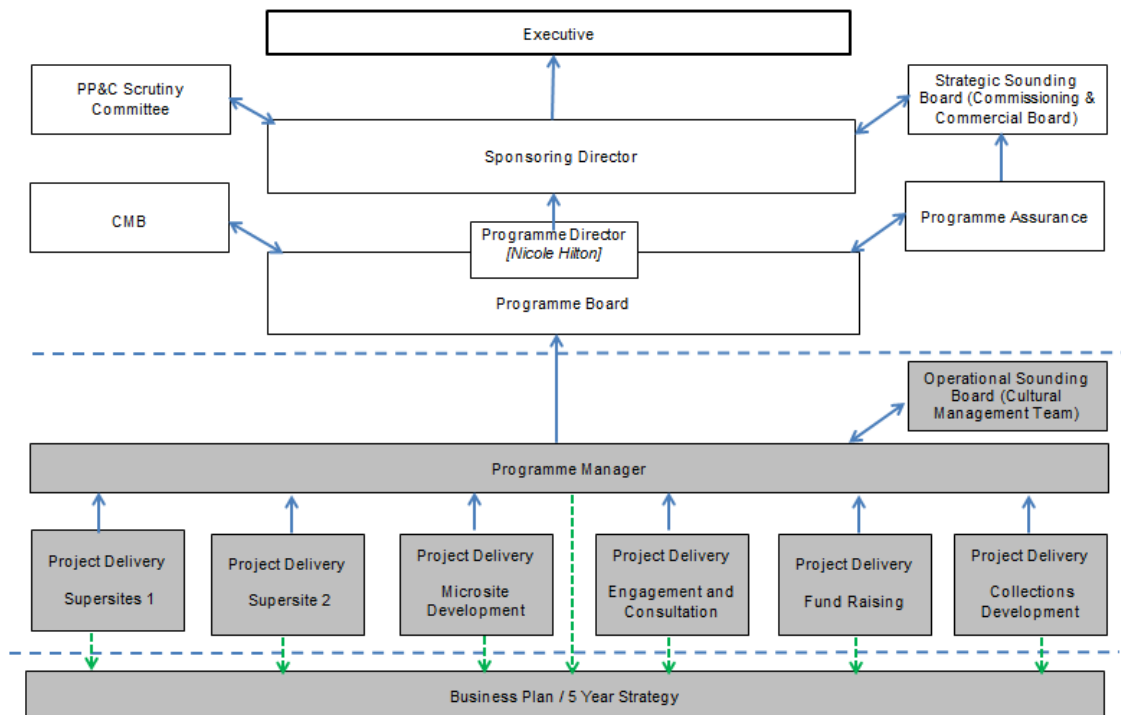 Executive
PP&C Scrutiny
Committee
Strategic Sounding
Board (Commissioning &
Commercial Board)
Sponsoring Director
CMB
Programme Assurance
Programme Director
[Nicole Hilton]
Programme Board
Operational Sounding
Board (Cultural
Management Team)
Programme Manager
Project Delivery
Supersites 1
Project Delivery
Supersite 2
Project Delivery
Microsite
Development
Project Delivery
Engagement and
Consultation
Project Delivery
Fund Raising
Project Delivery
Collections
Development
Business Plan / 5 Year Strategy